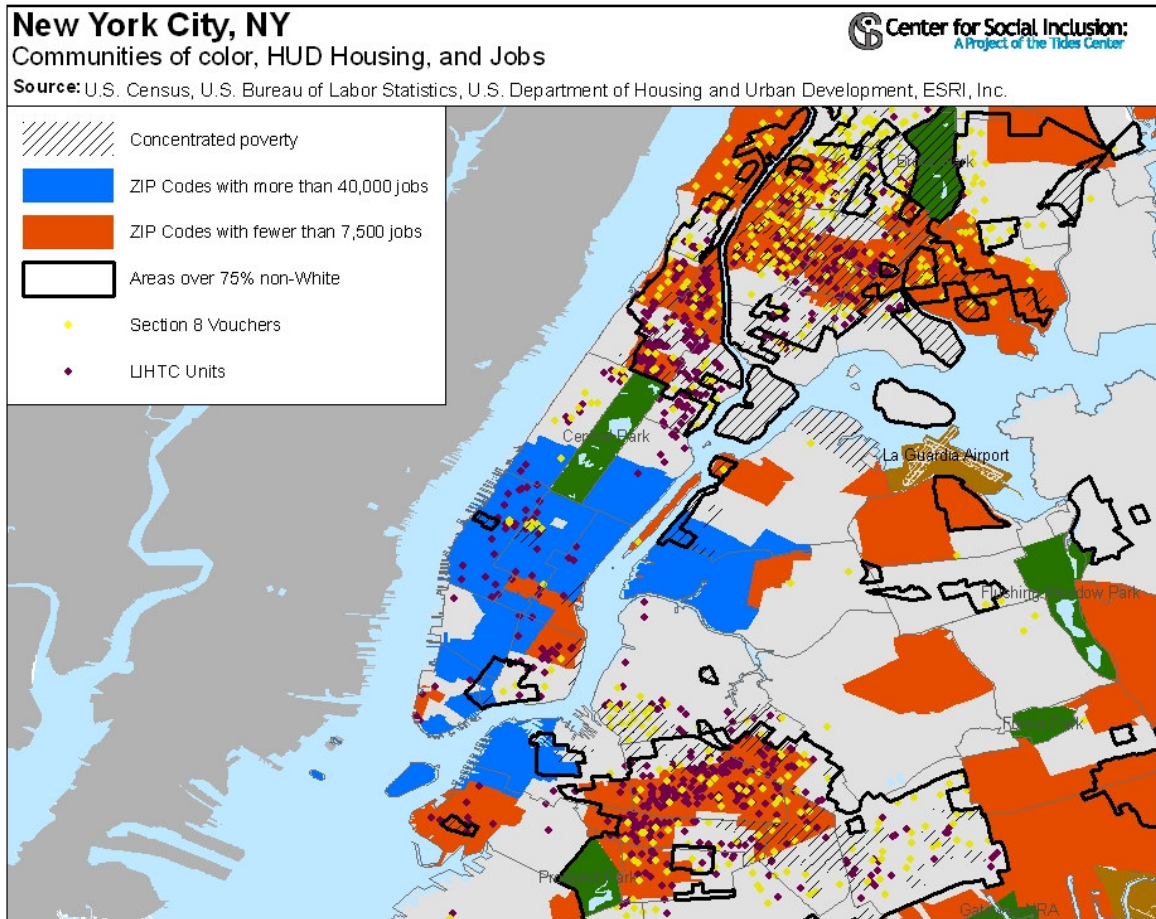 New York City, NY
Communities of color, HUD Housing, and Jobs
Source: U.S. Census, U.S. Bureau of Labor Statistics, U.S. Department of Housing and Urban Development, ESRI, Inc.
CSI Center for Social Inclusion:
A Project of the Tides Center
Concentrated poverty
ZIP Codes with more than 40,000 jobs
ZIP Codes with fewer than 7,500 jobs
Areas over 75% non-White
Section 8 Vouchers
LIHTC Units
Park
Central Park
La Guardia Airport
Flushing Meadow Park
Park
Prospect Park
NRA